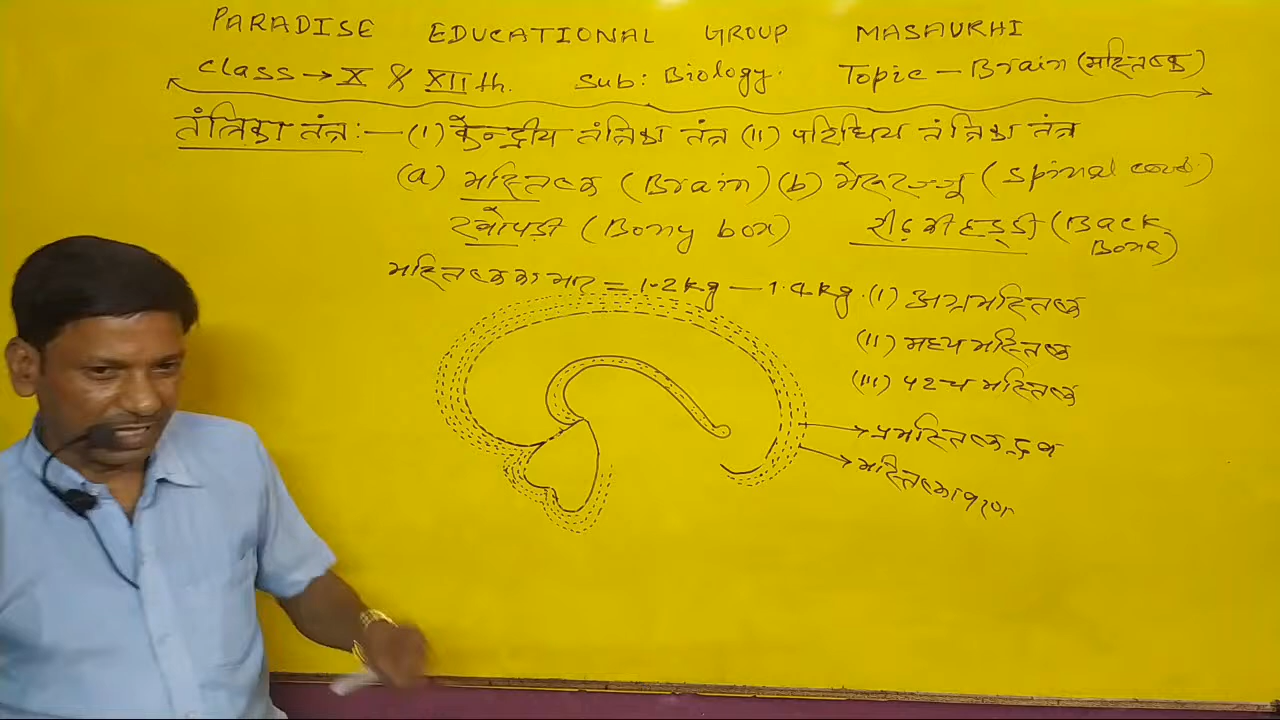 PARADISE EDUCATIONAL GROUP MASAURHI
Class → X & XII th. Sub: Biology. Topic – Brain (मस्तिष्क)
तंत्रिका तंत्र :— (i) केन्द्रीय तंत्रिका तंत्र (ii) परिधिय तंत्रिका तंत्र
(a) मस्तिष्क (Brain) (b) मेरूरज्जू (Spinal cord)
खोपड़ी (Bony box) रीढ़ की हड्डी (Back Bone)
मस्तिष्क का भार = 1.2 kg – 1.4 kg. (i) अग्रमस्तिष्क
(ii) मध्य मस्तिष्क
(iii) पश्च मस्तिष्क
→ प्रमस्तिष्क द्रव
→ मस्तिष्कावरण